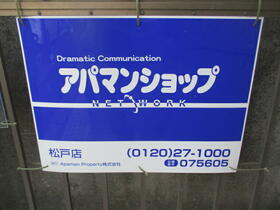 Dramatic Communication
アパマンショップ
NETWORK
松戸店 (0120)27-1000
Apaman Property株式会社 075605